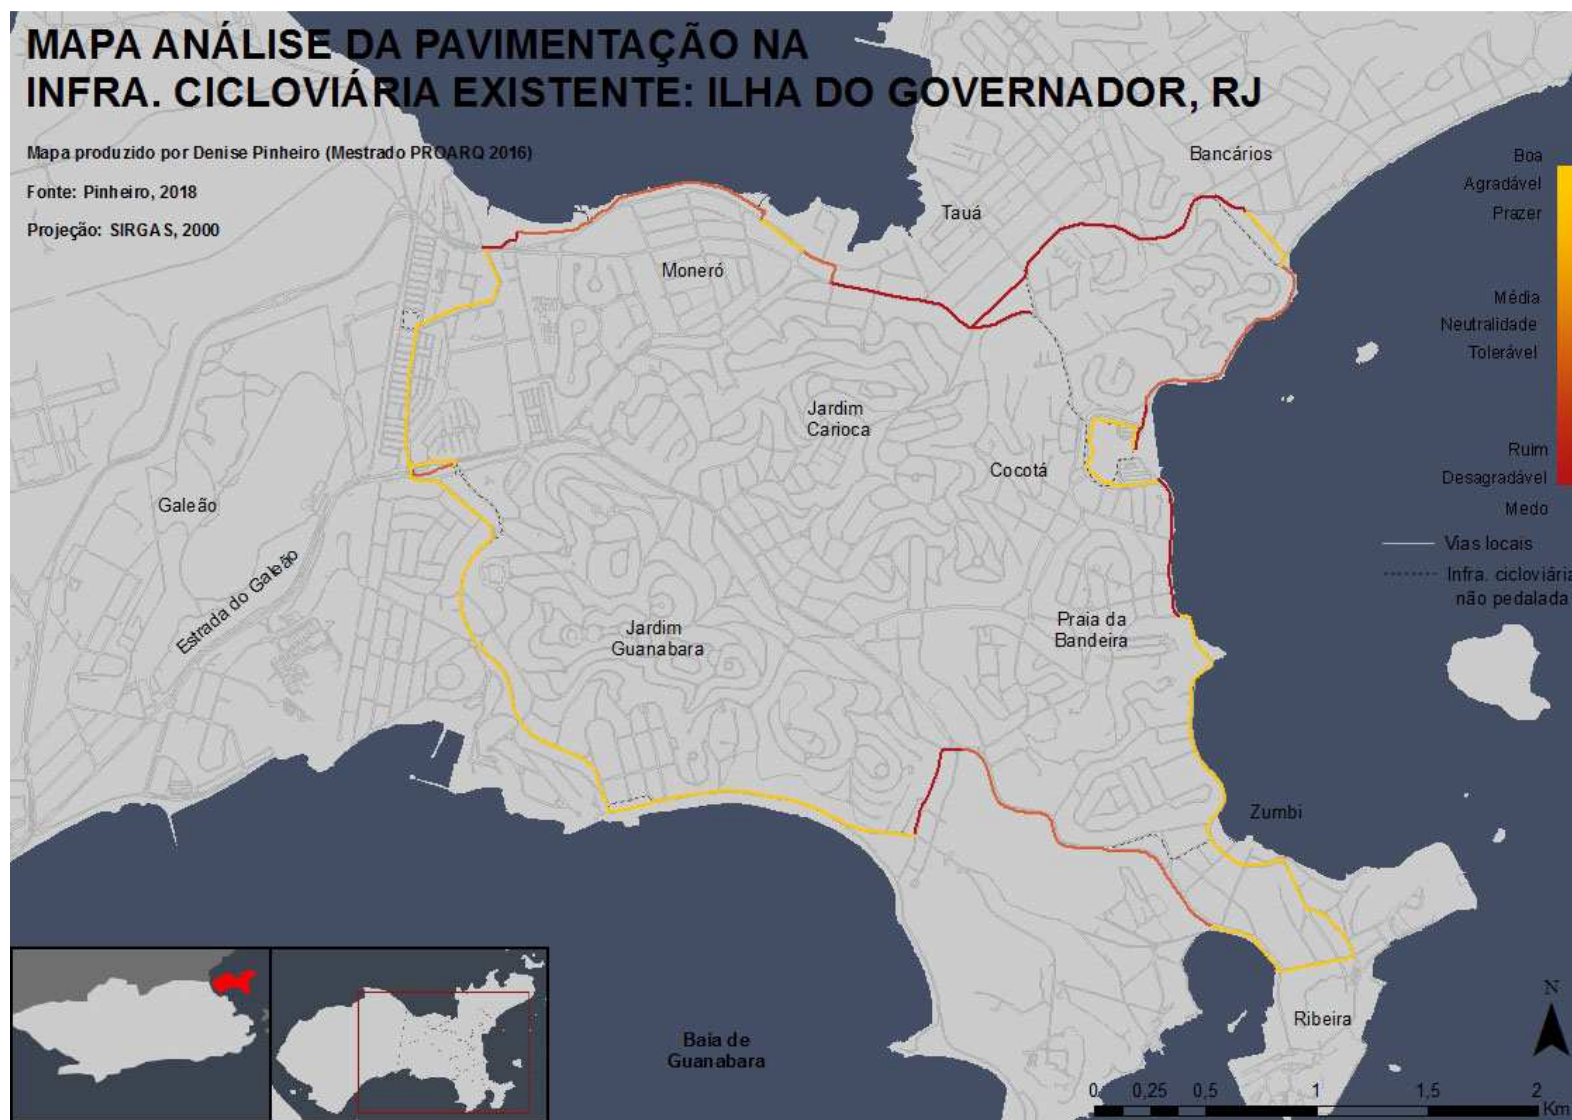 MAPA ANÁLISE DA PAVIMENTAÇÃO NA
INFRA. CICLOVIÁRIA EXISTENTE: ILHA DO GOVERNADOR, RJ
Mapa produzido por Denise Pinheiro (Mestrado PROARQ 2016)
Fonte: Pinheiro, 2018
Projeção: SIRGAS, 2000
Bancários
Tauá
Moneró
Jardim
Carioca
Cocotá
Galeão
Estrada do Galeão
Jardim
Guanabara
Praia da
Bandeira
Zumbi
Ribeira
Baia de
Guanabara
Boa
Agradável
Prazer
Média
Neutralidade
Tolerável
Ruim
Desagradável
Medo
Vias locais
Infra. cicloviária
não pedalada
N
0 0,25 0,5 1 1,5 2
Km